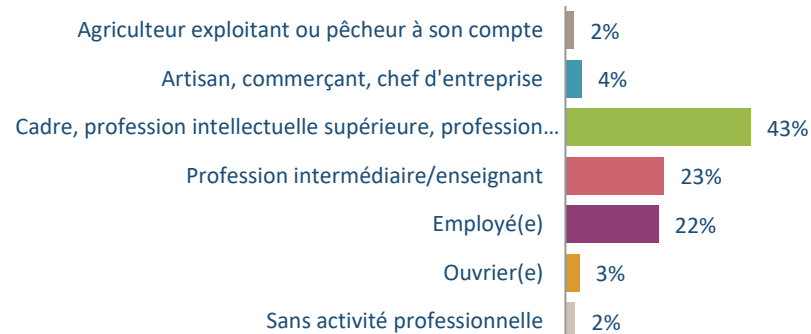 Agriculteur exploitant ou pêcheur à son compte 2%
Artisan, commerçant, chef d'entreprise 4%
Cadre, profession intellectuelle supérieure, profession… 43%
Profession intermédiaire/enseignant 23%
Employé(e) 22%
Ouvrier(e) 3%
Sans activité professionnelle 2%